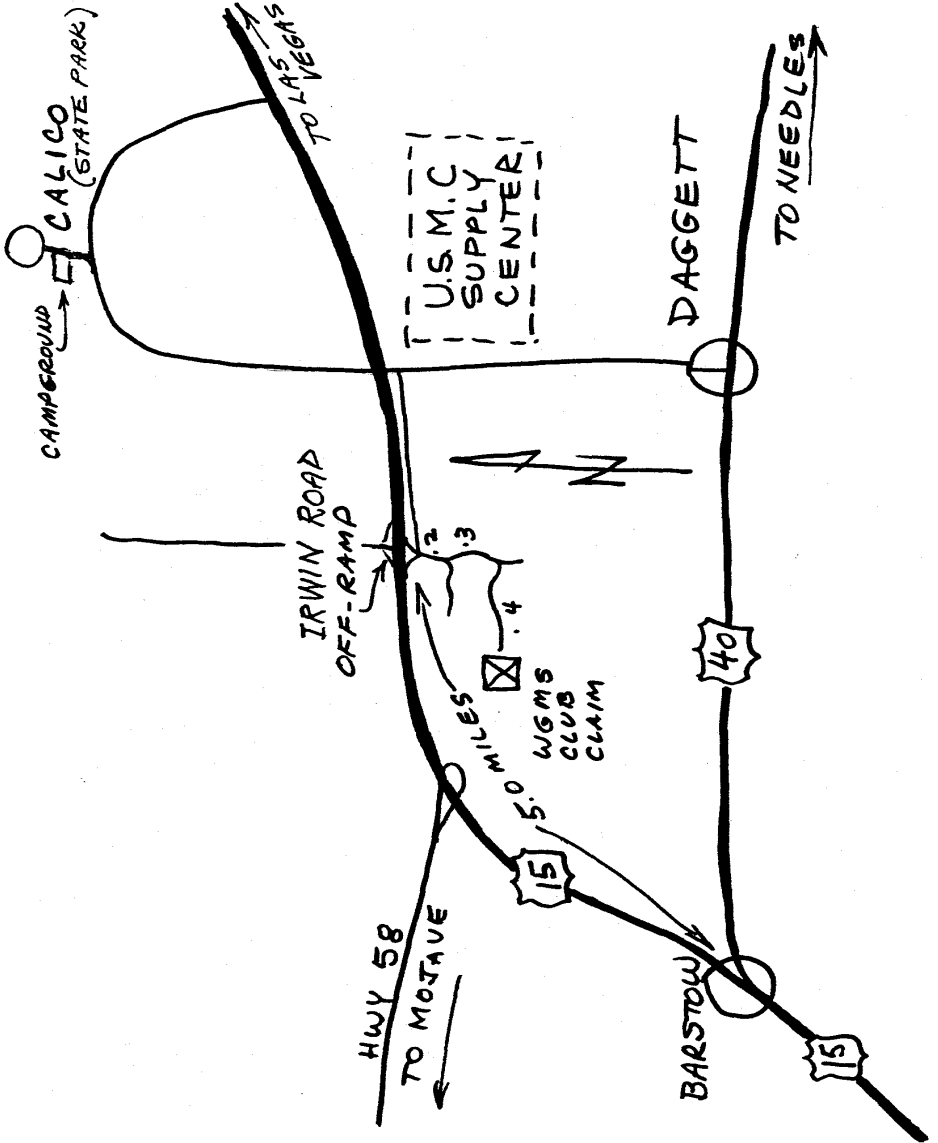 CALICO
(STATE PARK)
CAMPGROUND
TO LAS
VEGAS
U.S.M.C
SUPPLY
CENTER
DAGGETT
TO NEEDLES
IRWIN ROAD
OFF-RAMP
.2
.3
.4
N
WGMS
CLUB
CLAIM
5.0 MILES
40
15
HWY 58
TO MOJAVE
BARSTOW
15